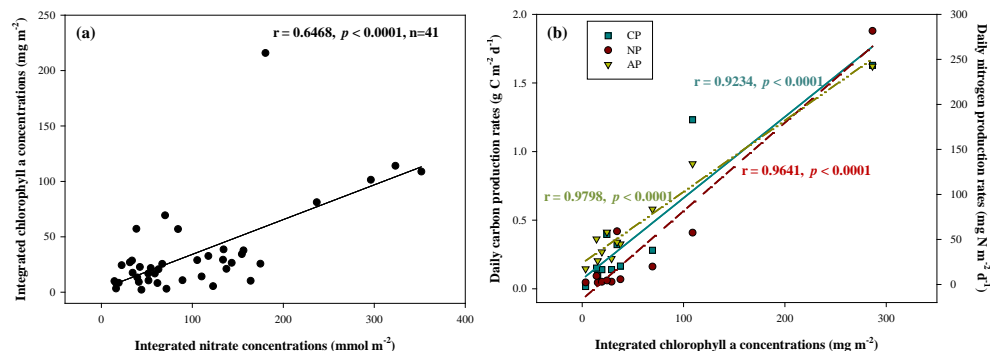 (a)
r = 0.6468, p < 0.0001, n=41
Integrated chlorophyll a concentrations (mg m-2)
250
200
150
100
50
0
0 100 200 300 400
Integrated nitrate concentrations (mmol m-2)
(b)
CP
NP
AP
r = 0.9234, p < 0.0001
r = 0.9641, p < 0.0001
r = 0.9798, p < 0.0001
Daily carbon production rates (g C m-2 d-1)
2.0
1.5
1.0
0.5
0.0
Daily nitrogen production rates (mg N m-2 d-1)
300
250
200
150
100
50
0
0 100 200 300
Integrated chlorophyll a concentrations (mg m-2)